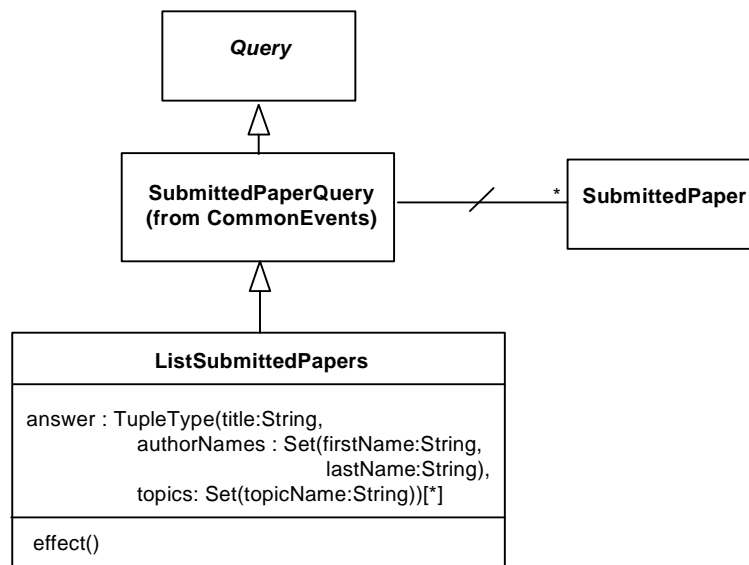 Query
SubmittedPaperQuery
(from CommonEvents)
*
SubmittedPaper
ListSubmittedPapers
answer : TupleType(title:String,
authorNames : Set(firstName:String,
lastName:String),
topics: Set(topicName:String))[*]
effect()